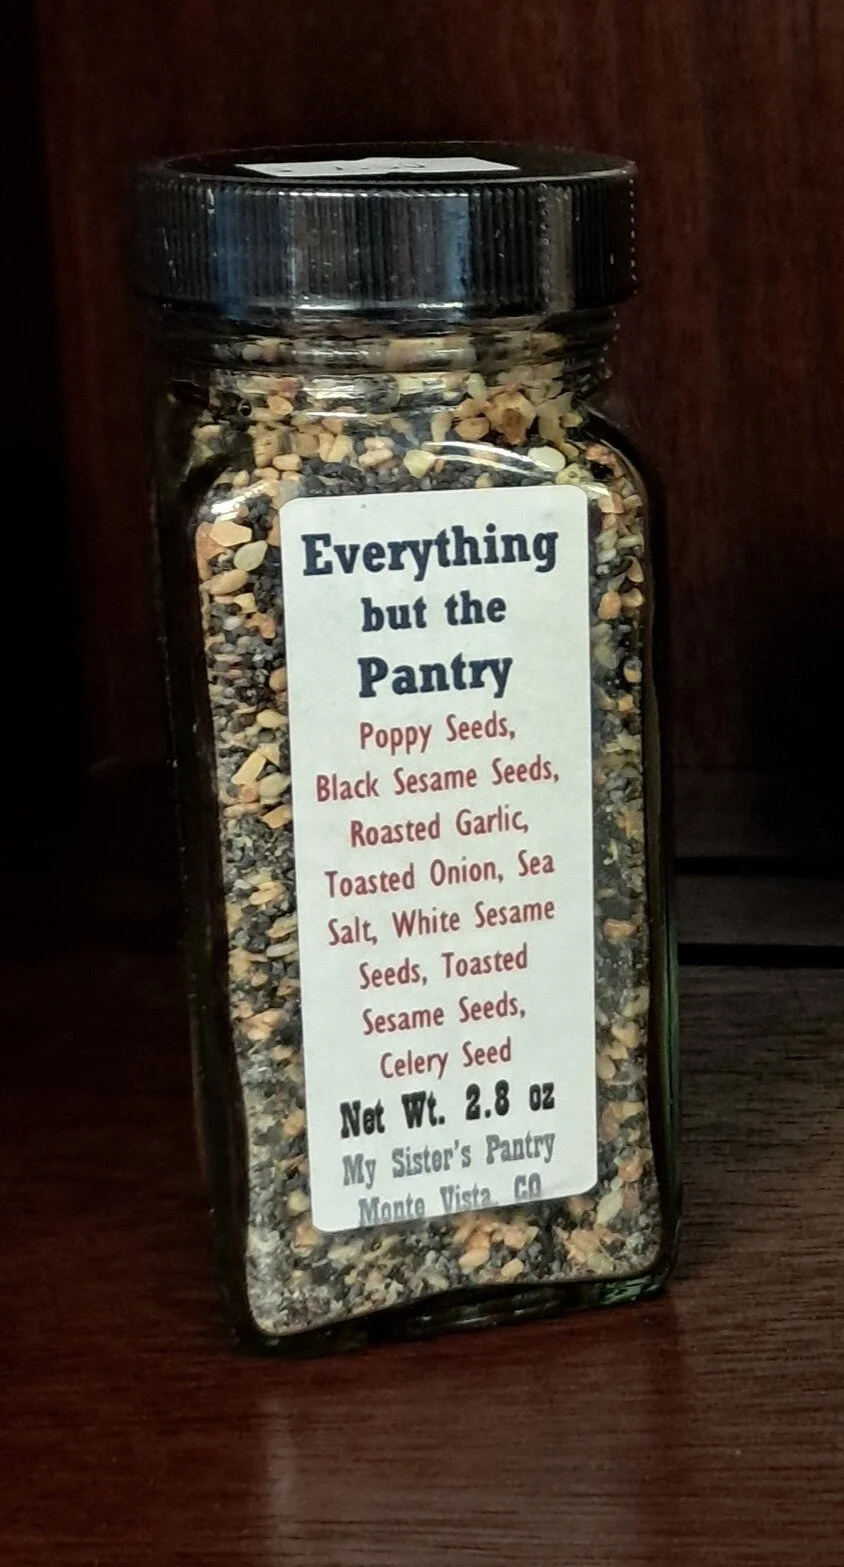 Everything
but the
Pantry
Poppy Seeds,
Black Sesame Seeds,
Roasted Garlic,
Toasted Onion, Sea
Salt, White Sesame
Seeds, Toasted
Sesame Seeds,
Celery Seed
Net Wt. 2.8 oz
My Sister's Pantry
Monte Vista, CO